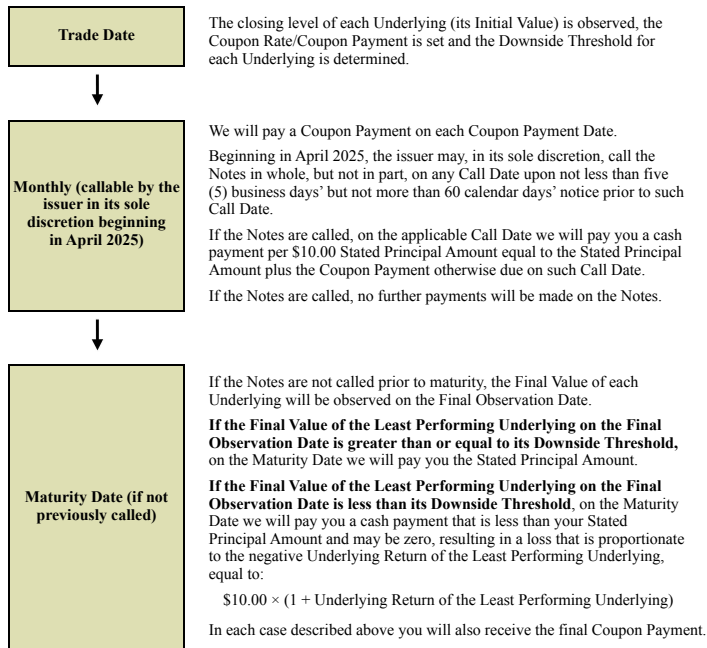 Trade Date
The closing level of each Underlying (its Initial Value) is observed, the
Coupon Rate/Coupon Payment is set and the Downside Threshold for
each Underlying is determined.
Monthly (callable by the
issuer in its sole
discretion beginning
in April 2025)
We will pay a Coupon Payment on each Coupon Payment Date.
Beginning in April 2025, the issuer may, in its sole discretion, call the
Notes in whole, but not in part, on any Call Date upon not less than five
(5) business days’ but not more than 60 calendar days’ notice prior to such
Call Date.
If the Notes are called, on the applicable Call Date we will pay you a cash
payment per $10.00 Stated Principal Amount equal to the Stated Principal
Amount plus the Coupon Payment otherwise due on such Call Date.
If the Notes are called, no further payments will be made on the Notes.
Maturity Date (if not
previously called)
If the Notes are not called prior to maturity, the Final Value of each
Underlying will be observed on the Final Observation Date.
If the Final Value of the Least Performing Underlying on the Final
Observation Date is greater than or equal to its Downside Threshold,
on the Maturity Date we will pay you the Stated Principal Amount.
If the Final Value of the Least Performing Underlying on the Final
Observation Date is less than its Downside Threshold, on the Maturity
Date we will pay you a cash payment that is less than your Stated
Principal Amount and may be zero, resulting in a loss that is proportionate
to the negative Underlying Return of the Least Performing Underlying,
equal to:
$10.00 × (1 + Underlying Return of the Least Performing Underlying)
In each case described above you will also receive the final Coupon Payment.